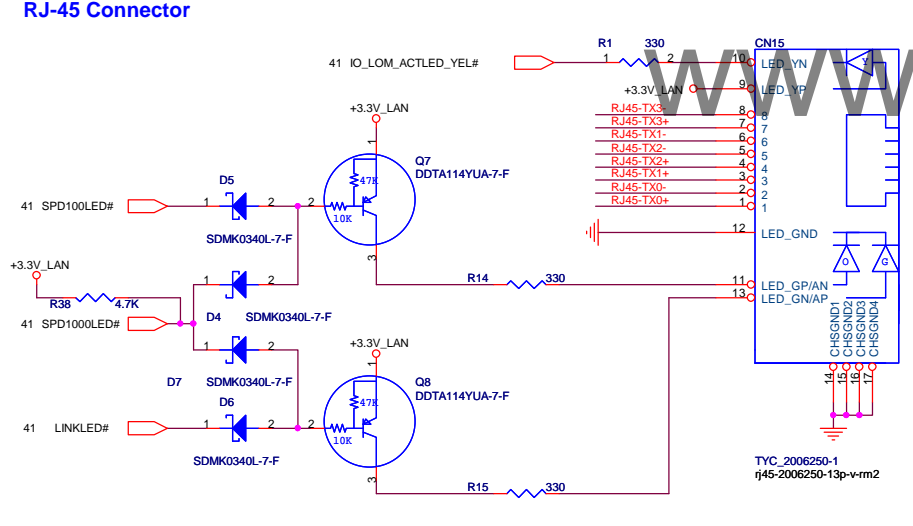 RJ-45 Connector
R1 330 CN15
41 IO_LOM_ACTLED_YEL# 1 2 10 LED_YN Y
WWW
+3.3V_LAN 9 LED_YP
+3.3V_LAN
RJ45-TX3- 8 8
RJ45-TX3+ 7 7
RJ45-TX1- 6 6
RJ45-TX2- 5 5
RJ45-TX2+ 4 4
RJ45-TX1+ 3 3
RJ45-TX0- 2 2
RJ45-TX0+ 1 1
1
Q7
DDTA114YUA-7-F
47K
D5
41 SPD100LED# 1 2 2
10K
SDMK0340L-7-F
12 LED_GND
3
O G
+3.3V_LAN
1 2
R14 330 11 LED_GP/AN
13 LED_GN/AP
R38 4.7K
D4 SDMK0340L-7-F
41 SPD1000LED#
CHSGND1
CHSGND2
CHSGND3
CHSGND4
1 2
+3.3V_LAN
1
14
15
16
17
D7 SDMK0340L-7-F
Q8
DDTA114YUA-7-F
D6
47K
41 LINKLED# 1 2 2
10K
SDMK0340L-7-F
TYC_2006250-1
rj45-2006250-13p-v-rm2
3
R15 330